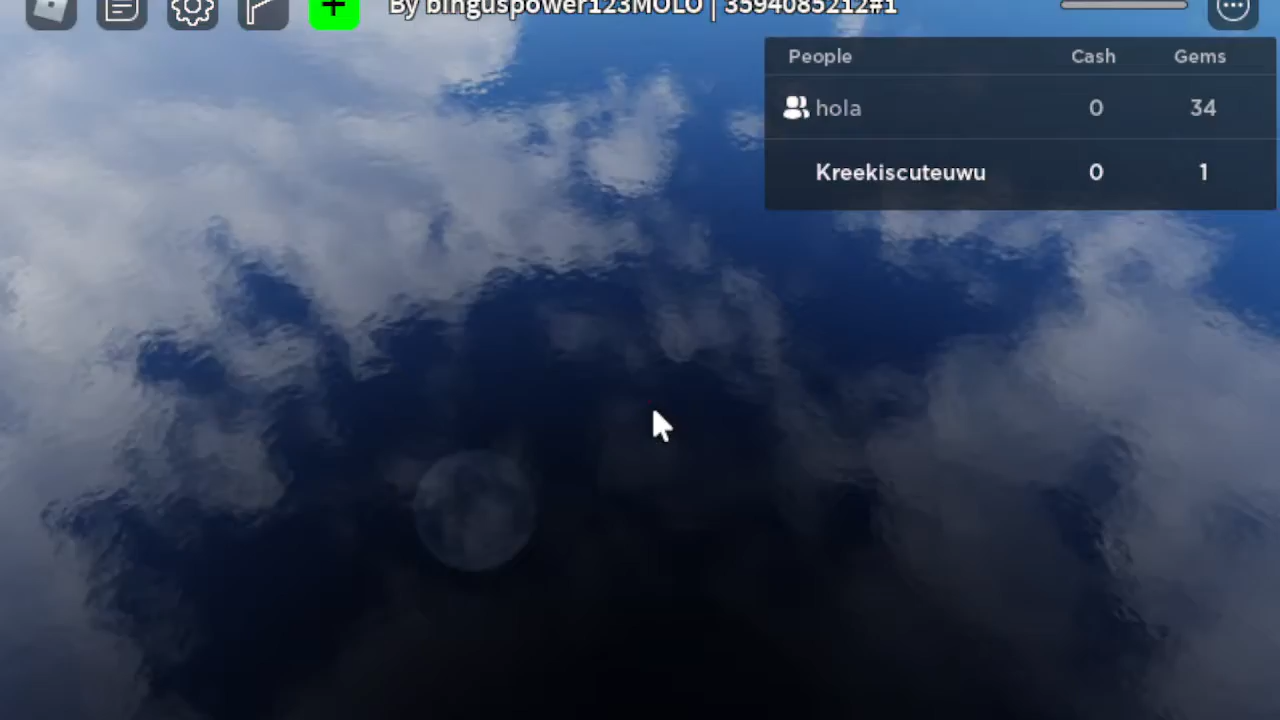 By binguspower123MOLO | 3594085212#1
People Cash Gems
hola 0 34
Kreekiscuteuwu 0 1